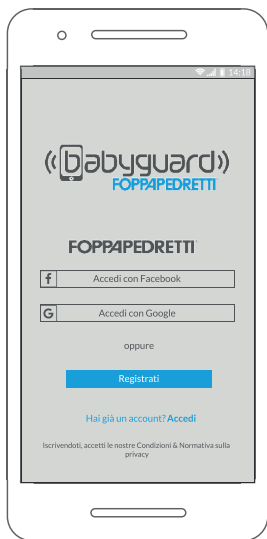 14:18
babyguard
FOPPAPEDRETTI
FOPPAPEDRETTI
f Accedi con Facebook
G Accedi con Google
oppure
Registrati
Hai già un account? Accedi
Iscrivendoti, accetti le nostre Condizioni & Normativa sulla
privacy